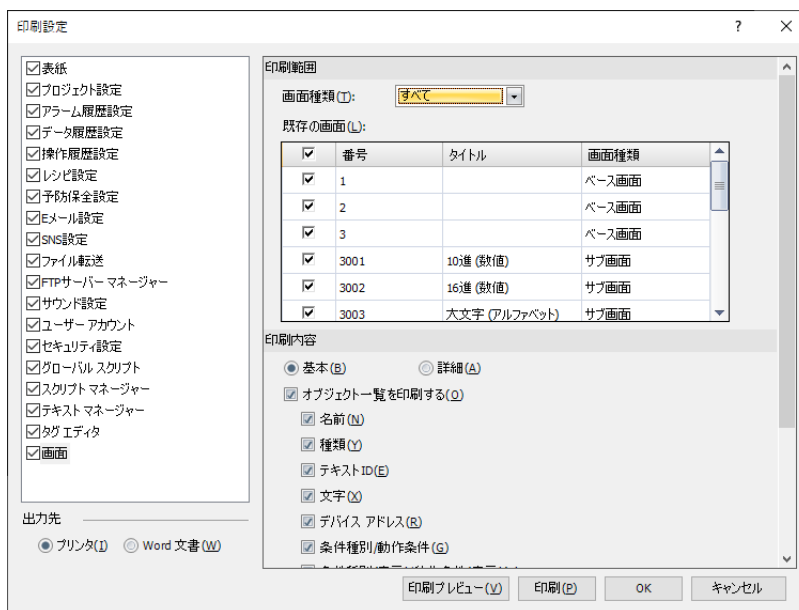 印刷設定
?
表紙
プロジェクト設定
アラーム履歴設定
データ履歴設定
操作履歴設定
レシピ設定
予防保全設定
Eメール設定
SNS設定
ファイル転送
FTPサーバー マネージャー
サウンド設定
ユーザー アカウント
セキュリティ設定
グローバル スクリプト
スクリプト マネージャー
テキスト マネージャー
タグ エディタ
画面
出力先
プリンタ(I) Word 文書(W)
印刷範囲
画面種類(T): すべて
既存の画面(L):
番号 タイトル 画面種類
1 ベース画面
2 ベース画面
3 ベース画面
3001 10進 (数値) サブ画面
3002 16進 (数値) サブ画面
3003 大文字 (アルファベット) サブ画面
印刷内容
基本(B) 詳細(A)
オブジェクト一覧を印刷する(O)
名前(N)
種類(Y)
テキスト ID(E)
文字(X)
デバイス アドレス(R)
条件種別/動作条件(G)
印刷プレビュー(V) 印刷(P) OK キャンセル